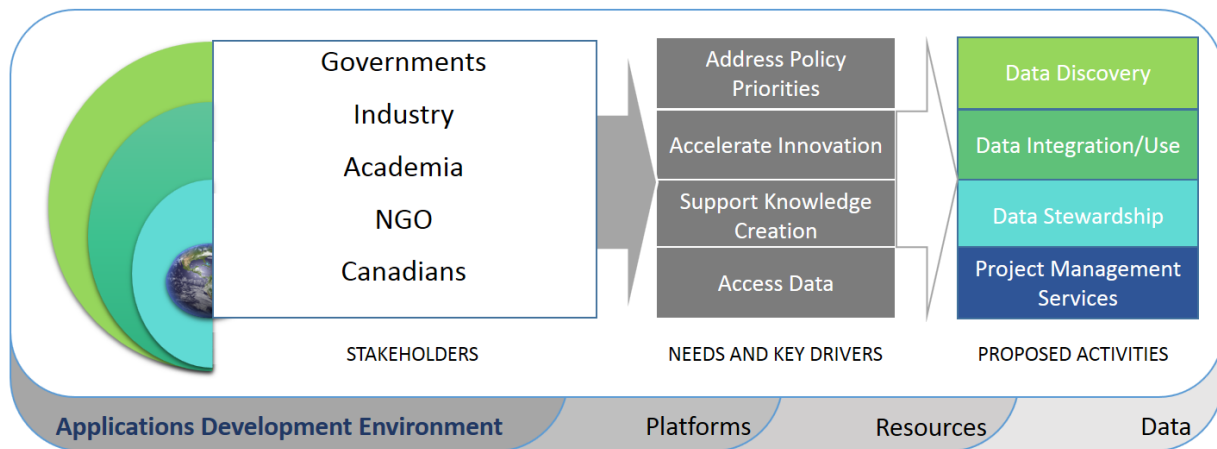 Governments
Industry
Academia
NGO
Canadians
STAKEHOLDERS
Address Policy
Priorities
Accelerate Innovation
Support Knowledge
Creation
Access Data
NEEDS AND KEY DRIVERS
Data Discovery
Data Integration/Use
Data Stewardship
Project Management
Services
PROPOSED ACTIVITIES
Applications Development Environment
Platforms
Resources
Data